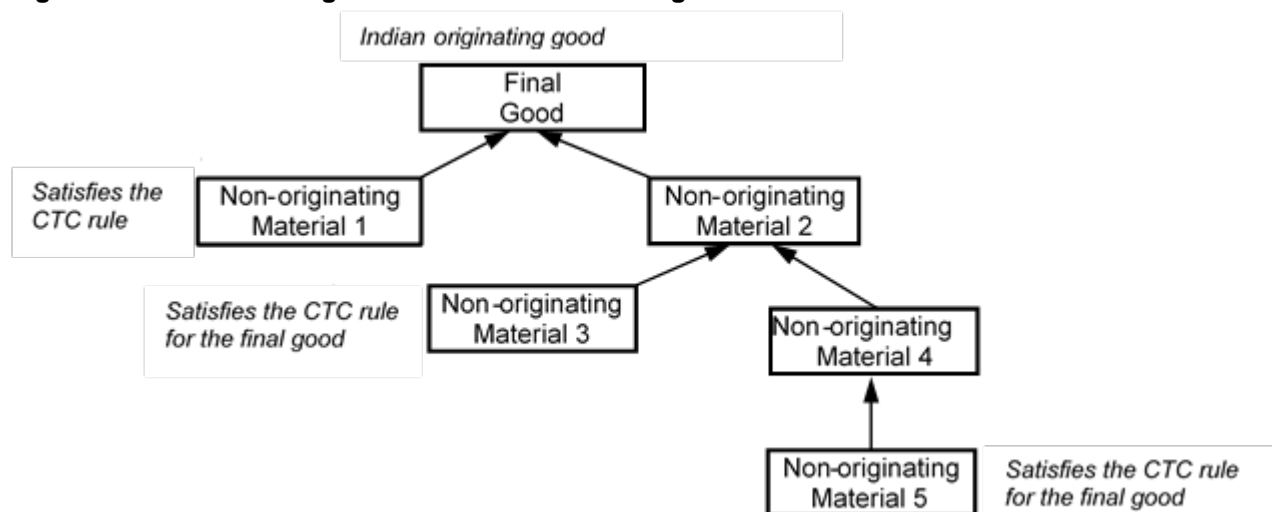 Indian originating good
Final
Good
Satisfies the
CTC rule
Non-originating
Material 1
Non-originating
Material 2
Satisfies the CTC rule
for the final good
Non-originating
Material 3
Non-originating
Material 4
Non-originating
Material 5
Satisfies the CTC rule
for the final good